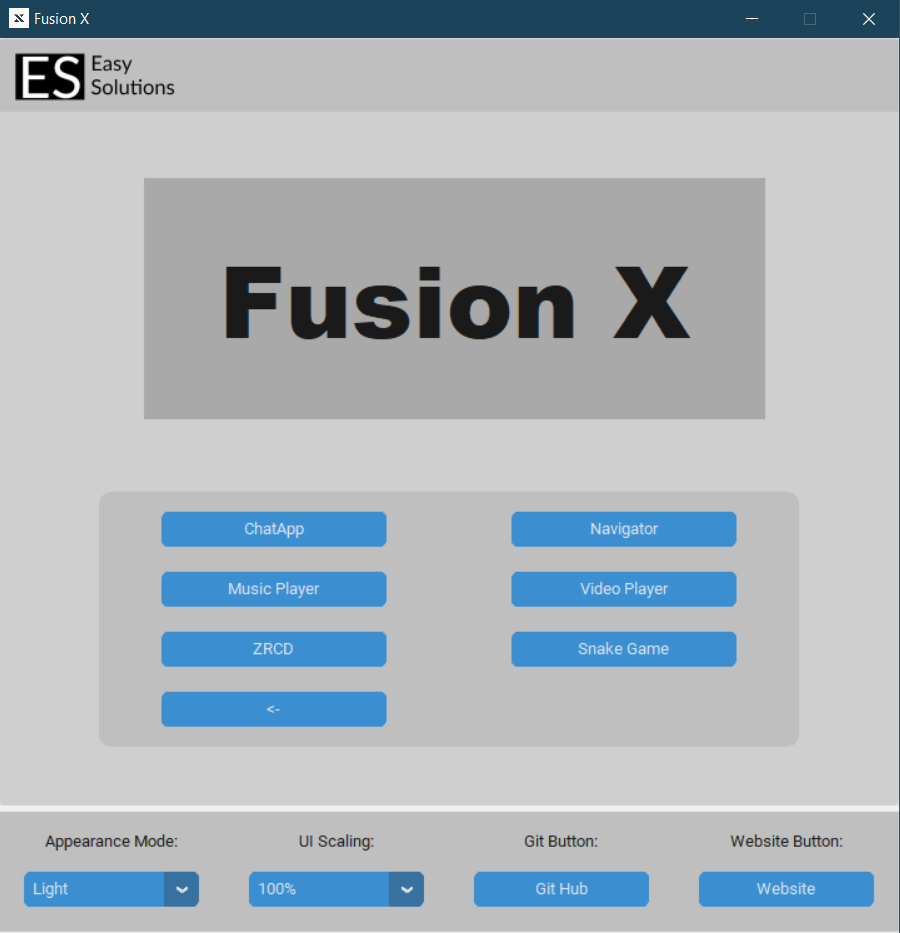 Fusion X
ES Easy
Solutions
Fusion X
ChatApp
Navigator
Music Player
Video Player
ZRCD
Snake Game
<-
Appearance Mode:
UI Scaling:
Git Button:
Website Button:
Light
100%
Git Hub
Website